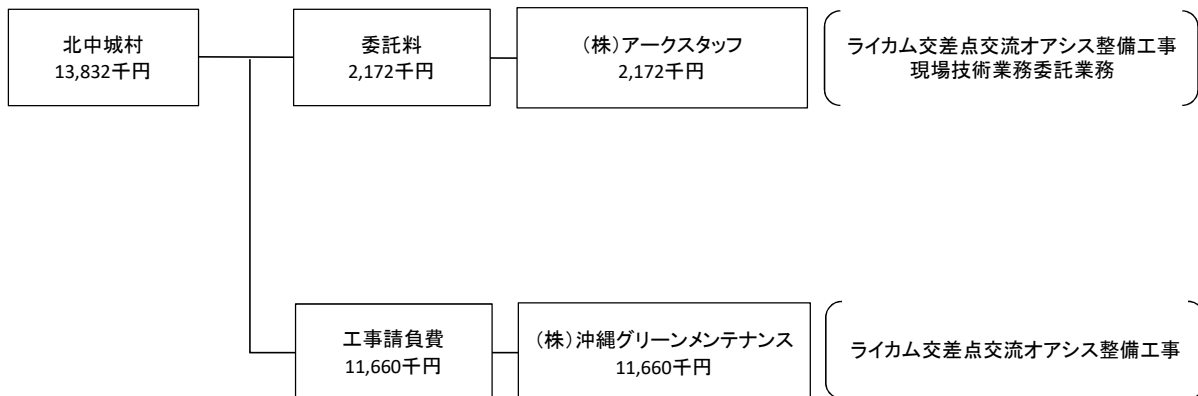 北中城村
13,832千円
委託料
2,172千円
（株）アークスタッフ
2,172千円
ライカム交差点交流オアシス整備工事
現場技術業務委託業務
工事請負費
11,660千円
（株）沖縄グリーンメンテナンス
11,660千円
ライカム交差点交流オアシス整備工事